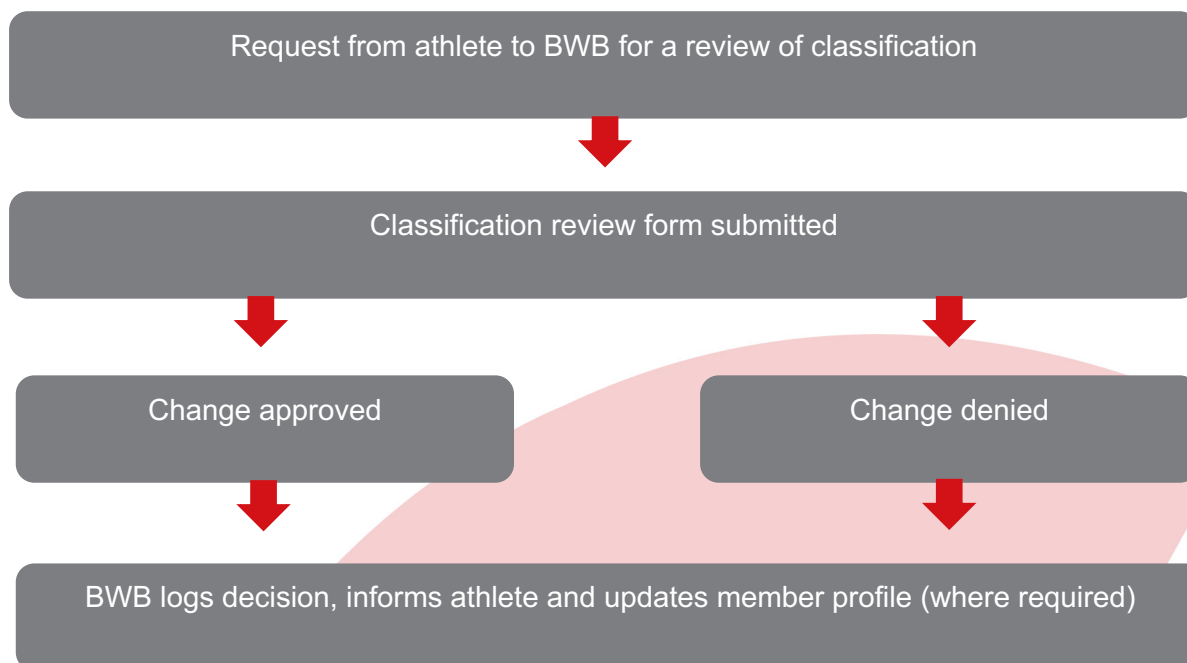 Request from athlete to BWB for a review of classification
Classification review form submitted
Change approved
Change denied
BWB logs decision, informs athlete and updates member profile (where required)